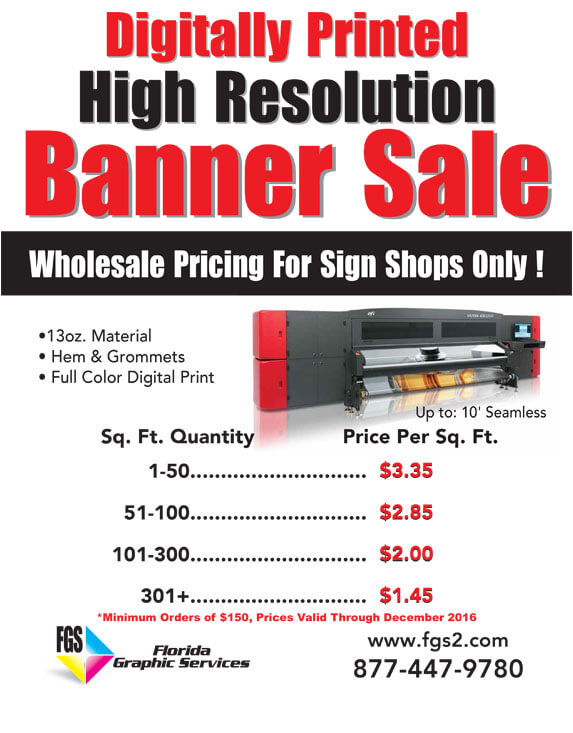 Digitally Printed
High Resolution
Banner Sale
Wholesale Pricing For Sign Shops Only !
•13oz. Material
• Hem & Grommets
• Full Color Digital Print
efi
Up to: 10' Seamless
Sq. Ft. Quantity Price Per Sq. Ft.
1-50............................. $3.35
51-100............................. $2.85
101-300............................. $2.00
301+............................. $1.45
*Minimum Orders of $150, Prices Valid Through December 2016
FGS
Florida
Graphic Services
www.fgs2.com
877-447-9780